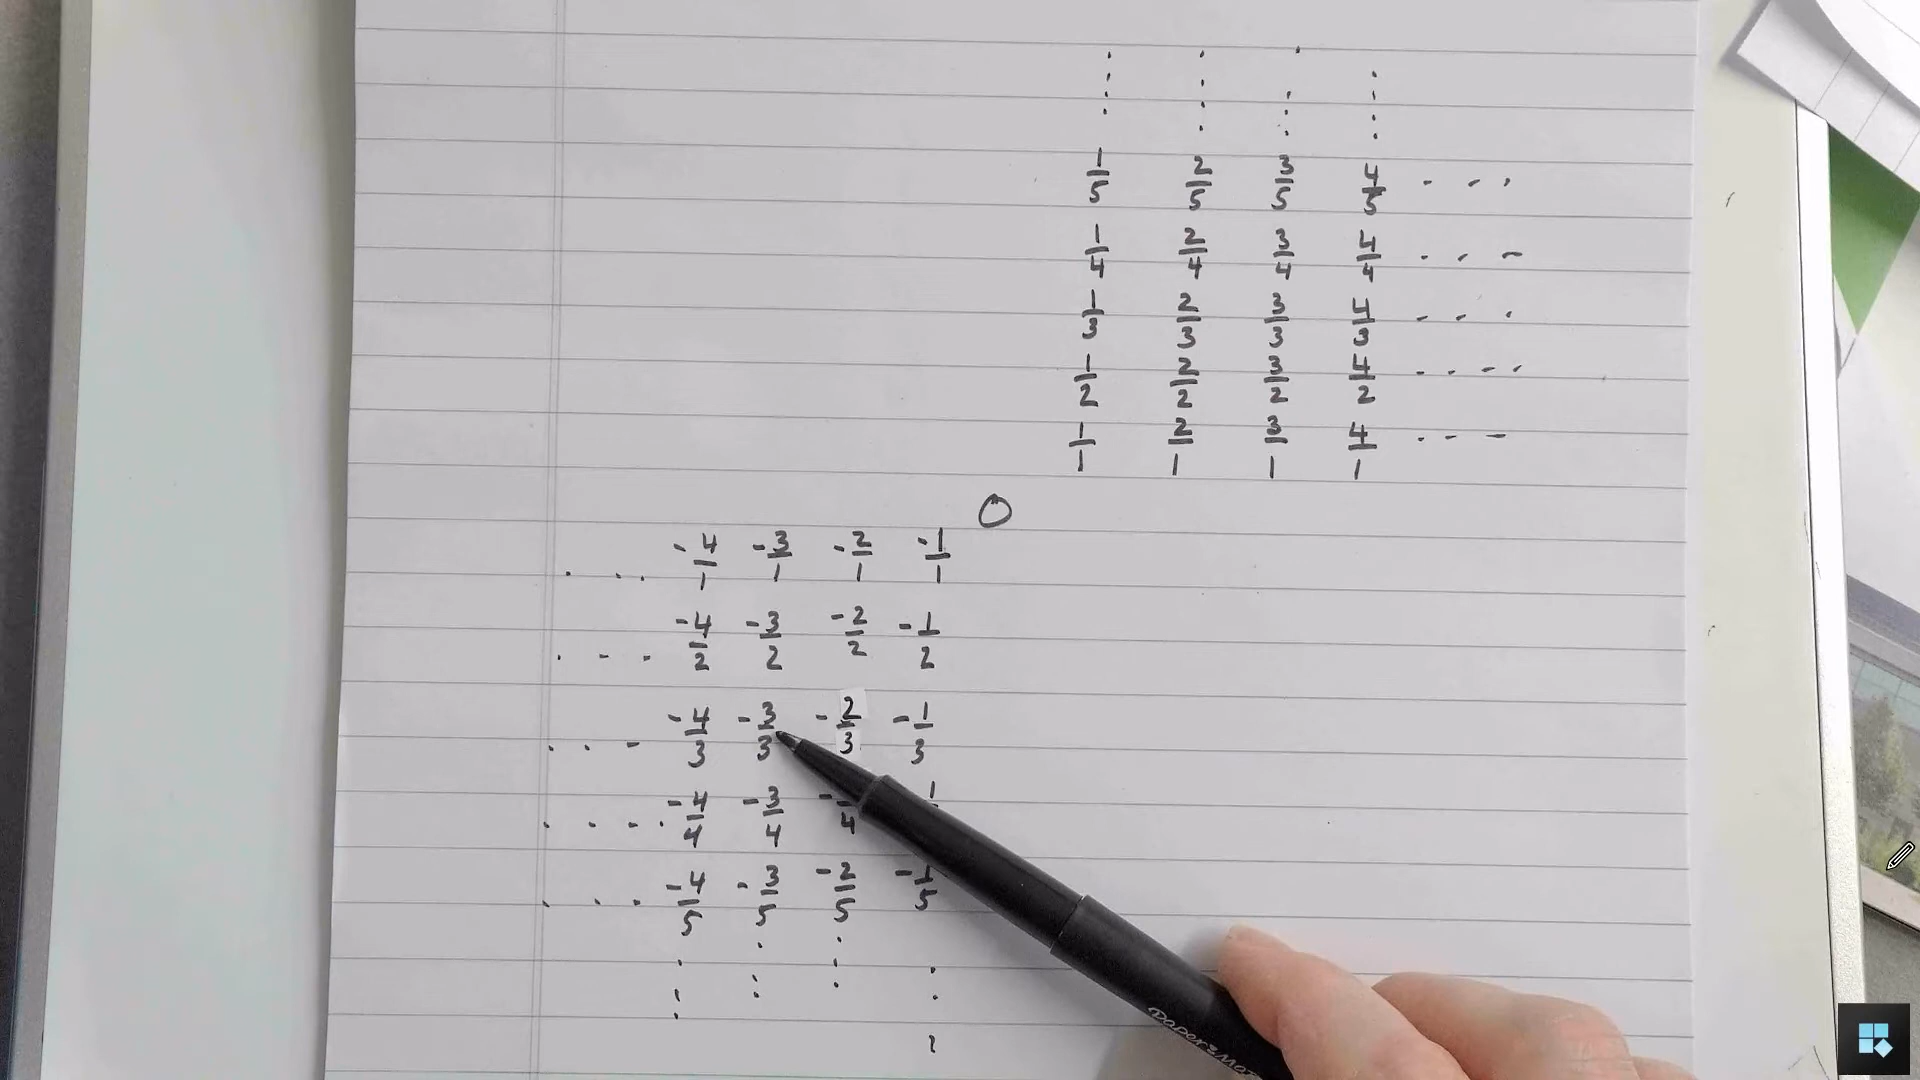 1/5 2/5 3/5 4/5 . . .
1/4 2/4 3/4 4/4 . . .
1/3 2/3 3/3 4/3 . . .
1/2 2/2 3/2 4/2 . . . .
1/1 2/1 3/1 4/1 . . .
0
. . . -4/1 -3/1 -2/1 -1/1
. . . -4/2 -3/2 -2/2 -1/2
. . . -4/3 -3/3 -2/3 -1/3
. . . . -4/4 -3/4
. . . -4/5 -3/5 -2/5 -1/5